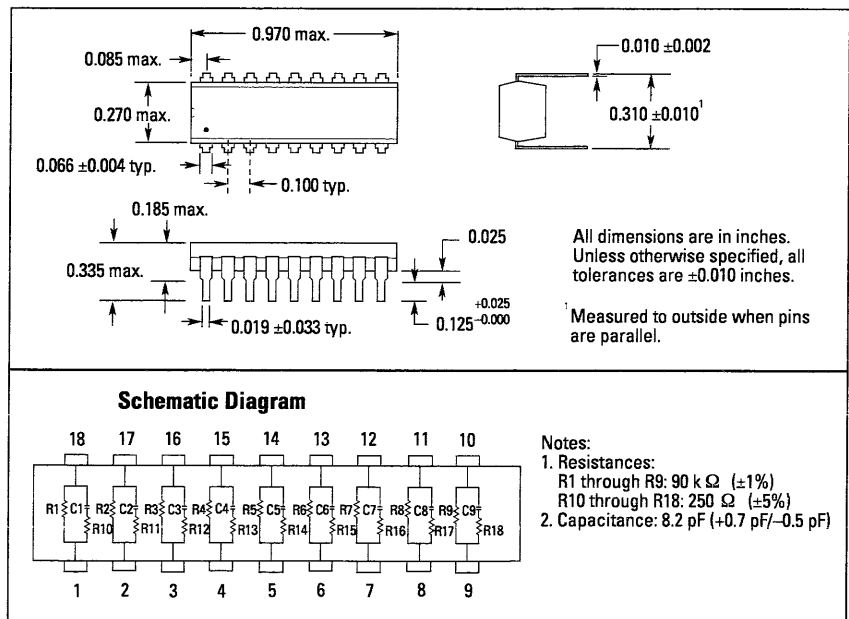 0.970 max.
0.085 max.
0.010 ±0.002
0.270 max.
0.310 ±0.010¹
0.066 ±0.004 typ.
0.100 typ.
0.185 max.
0.025
0.335 max.
0.019 ±0.033 typ.
0.125 +0.025 -0.000
All dimensions are in inches.
Unless otherwise specified, all
tolerances are ±0.010 inches.
¹Measured to outside when pins
are parallel.
Schematic Diagram
18 17 16 15 14 13 12 11 10
R1 C1 R2 C2 R3 C3 R4 C4 R5 C5 R6 C6 R7 C7 R8 C8 R9 C9
R10 R11 R12 R13 R14 R15 R16 R17 R18
1 2 3 4 5 6 7 8 9
Notes:
1. Resistances:
R1 through R9: 90 k Ω (±1%)
R10 through R18: 250 Ω (±5%)
2. Capacitance: 8.2 pF (+0.7 pF/–0.5 pF)